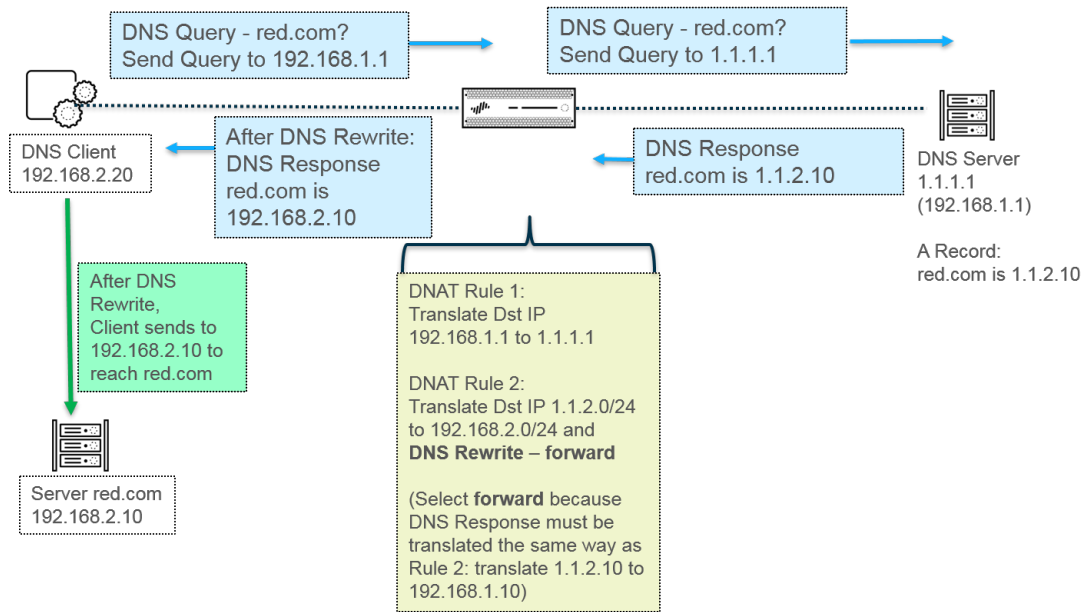 DNS Query - red.com?
Send Query to 192.168.1.1
DNS Query - red.com?
Send Query to 1.1.1.1
DNS Client
192.168.2.20
After DNS Rewrite:
DNS Response
red.com is
192.168.2.10
DNS Response
red.com is 1.1.2.10
DNS Server
1.1.1.1
(192.168.1.1)
A Record:
red.com is 1.1.2.10
After DNS
Rewrite,
Client sends to
192.168.2.10 to
reach red.com
DNAT Rule 1:
Translate Dst IP
192.168.1.1 to 1.1.1.1
DNAT Rule 2:
Translate Dst IP 1.1.2.0/24
to 192.168.2.0/24 and
DNS Rewrite – forward
(Select forward because
DNS Response must be
translated the same way as
Rule 2: translate 1.1.2.10 to
192.168.1.10)
Server red.com
192.168.2.10